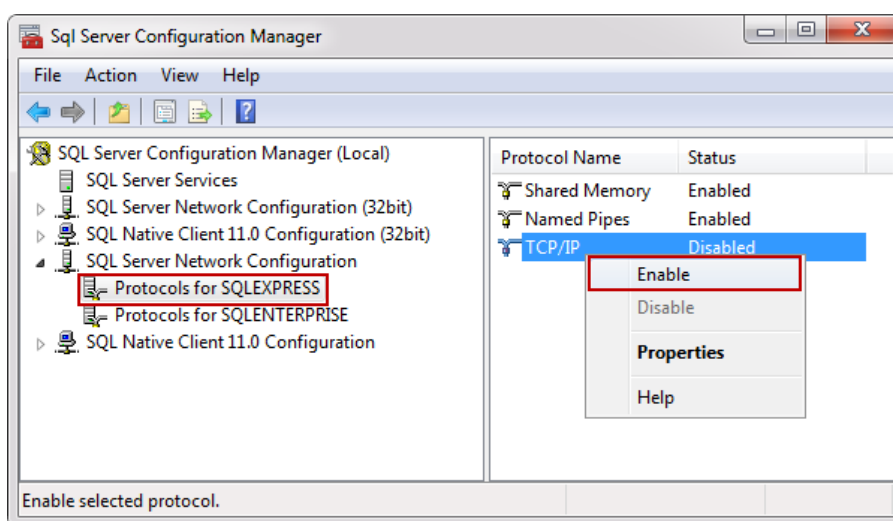 Sql Server Configuration Manager
File Action View Help
SQL Server Configuration Manager (Local)
SQL Server Services
SQL Server Network Configuration (32bit)
SQL Native Client 11.0 Configuration (32bit)
SQL Server Network Configuration
Protocols for SQLEXPRESS
Protocols for SQLENTERPRISE
SQL Native Client 11.0 Configuration
Protocol Name Status
Shared Memory Enabled
Named Pipes Enabled
TCP/IP Disabled
Enable
Disable
Properties
Help
Enable selected protocol.